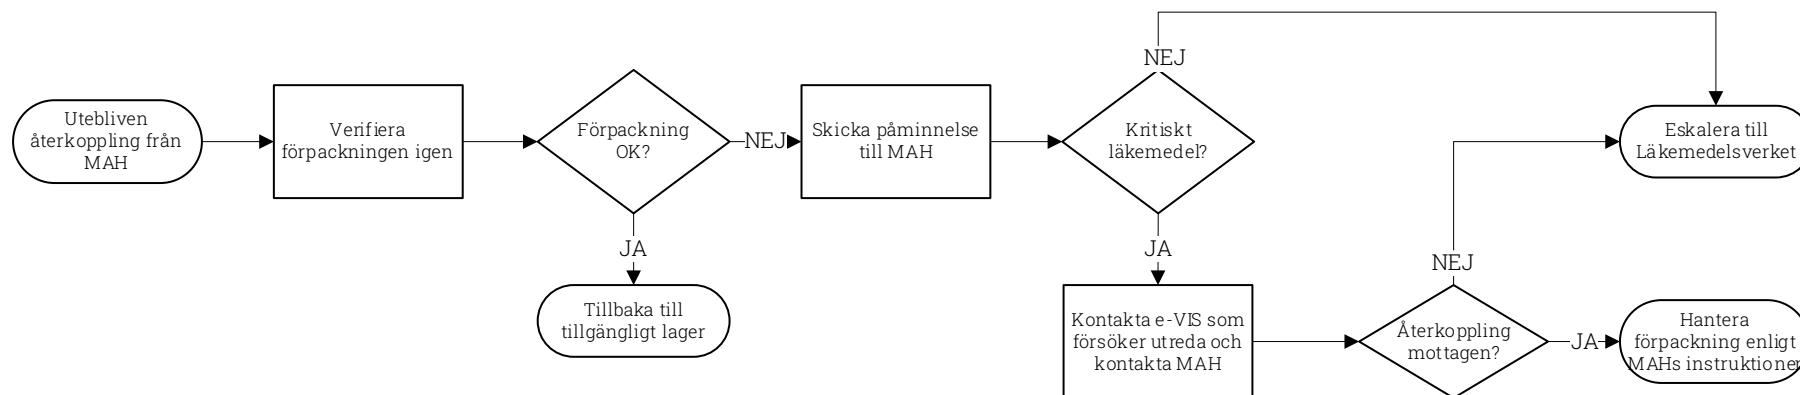 Utebliven
återkoppling från
MAH
Verifiera
förpackningen igen
Förpackning
OK?
NEJ
JA
Tillbaka till
tillgängligt lager
Skicka påminnelse
till MAH
Kritiskt
läkemedel?
NEJ
JA
Kontakta e-VIS som
försöker utreda och
kontakta MAH
Återkoppling
mottagen?
NEJ
JA
Eskalera till
Läkemedelsverket
Hantera
förpackning enligt
MAHs instruktioner